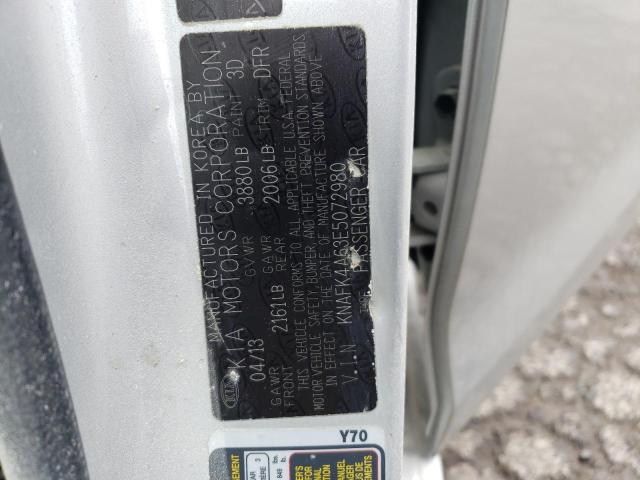 MANUFACTURED IN KOREA BY
KIA MOTORS CORPORATION
04/13 GVWR 3880LB PAINT 3D
GAWR FRONT 2161LB GAWR REAR 2006LB TRIM DFR
THIS VEHICLE CONFORMS TO ALL APPLICABLE U.S.A. FEDERAL
MOTOR VEHICLE SAFETY, BUMPER, AND THEFT PREVENTION STANDARDS
IN EFFECT ON THE DATE OF MANUFACTURE SHOWN ABOVE.
V.I.N KNAFK4A63E5072980
PASSENGER CAR
KIA
Y70